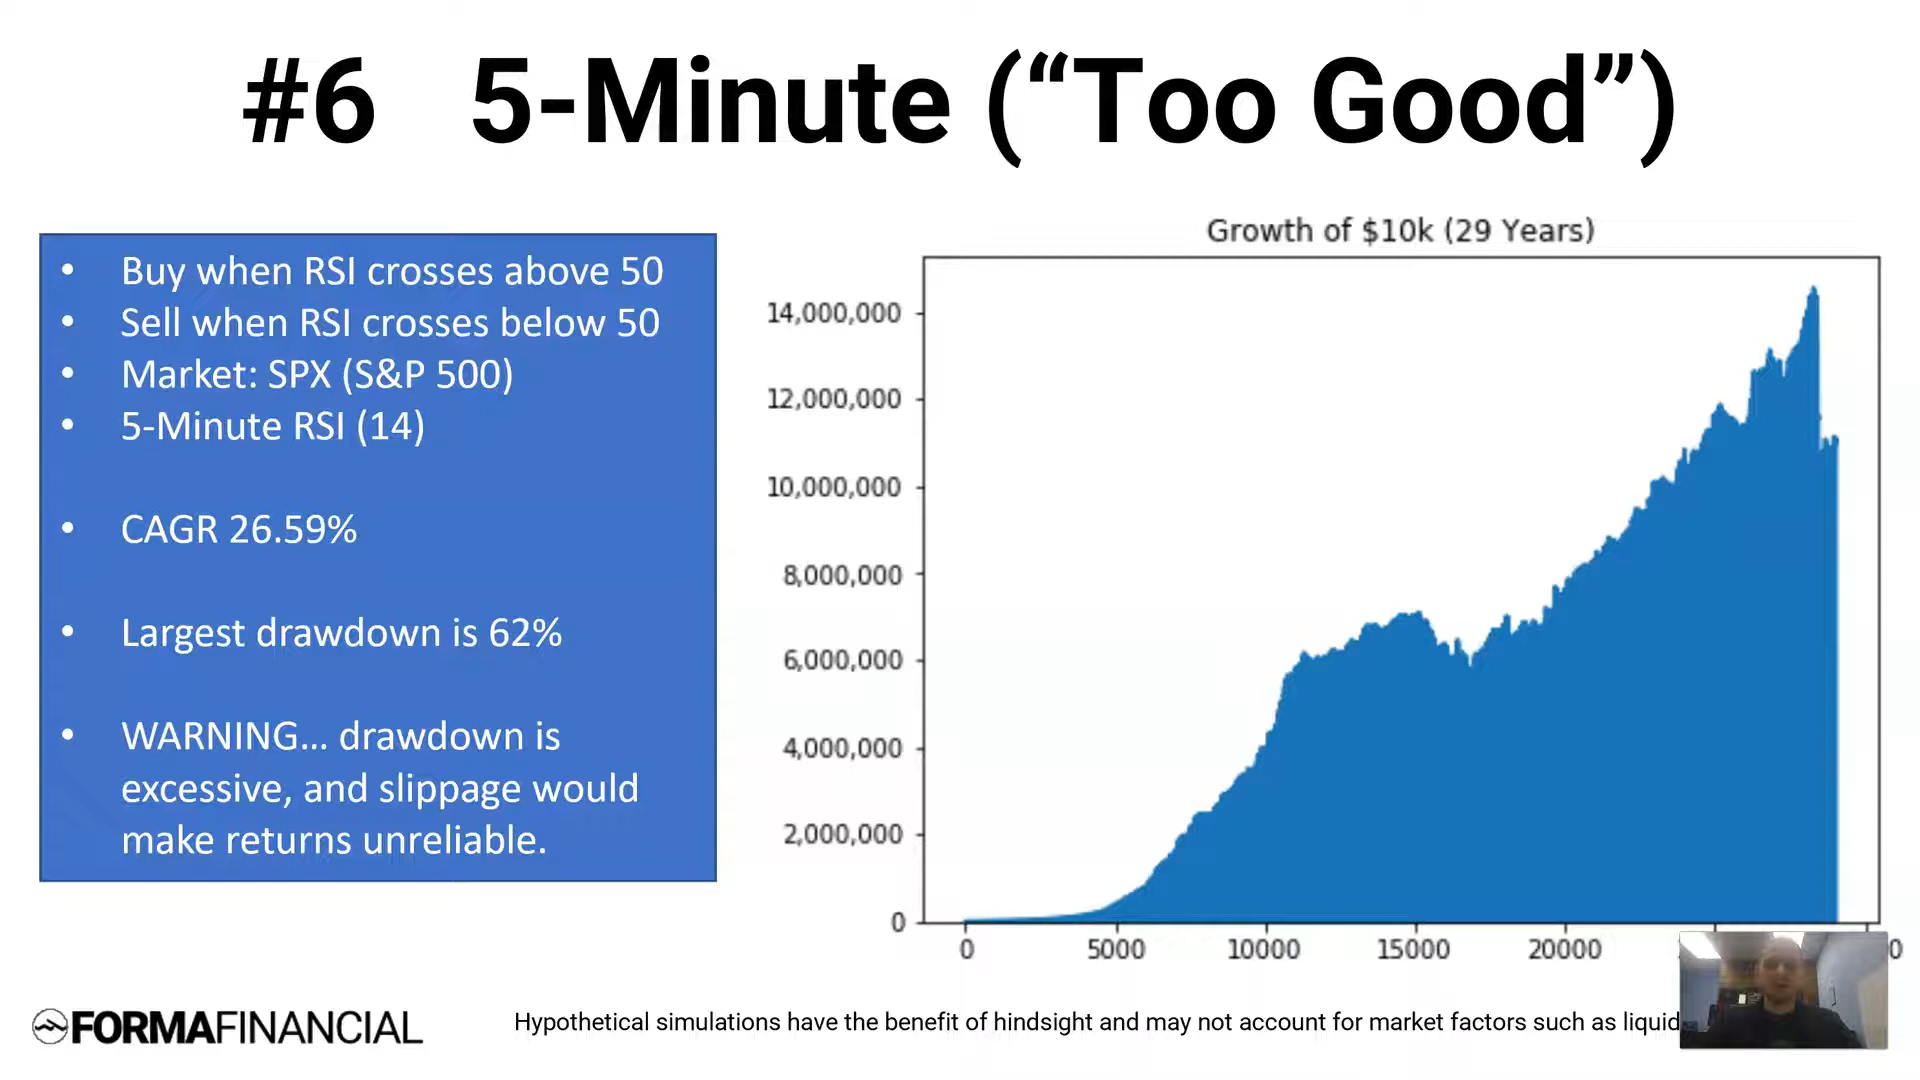 #6 5-Minute (“Too Good”)
• Buy when RSI crosses above 50
• Sell when RSI crosses below 50
• Market: SPX (S&P 500)
• 5-Minute RSI (14)
• CAGR 26.59%
• Largest drawdown is 62%
• WARNING... drawdown is
excessive, and slippage would
make returns unreliable.
Growth of $10k (29 Years)
14,000,000
12,000,000
10,000,000
8,000,000
6,000,000
4,000,000
2,000,000
0
0 5000 10000 15000 20000
FORMAFINANCIAL
Hypothetical simulations have the benefit of hindsight and may not account for market factors such as